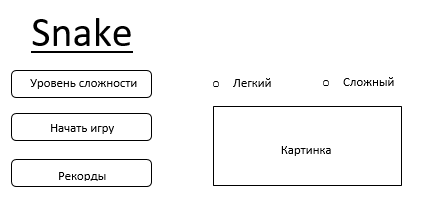 Snake
Уровень сложности
Легкий
Сложный
Начать игру
Картинка
Рекорды